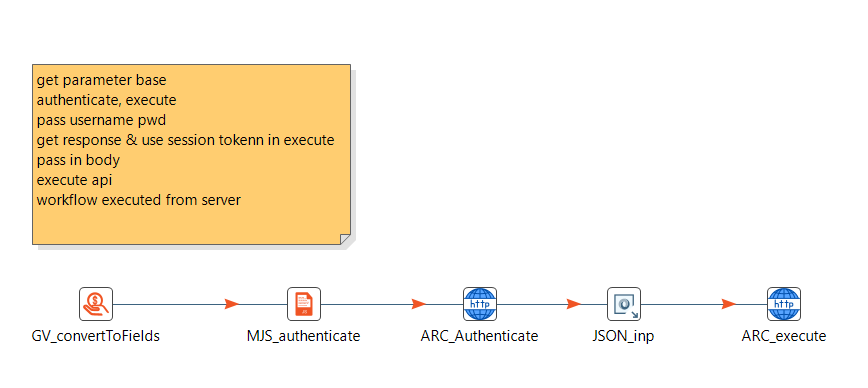 get parameter base
authenticate, execute
pass username pwd
get response & use session tokenn in execute
pass in body
execute api
workflow executed from server
$ JS http http
GV_convertToFields MJS_authenticate ARC_Authenticate JSON_inp ARC_execute